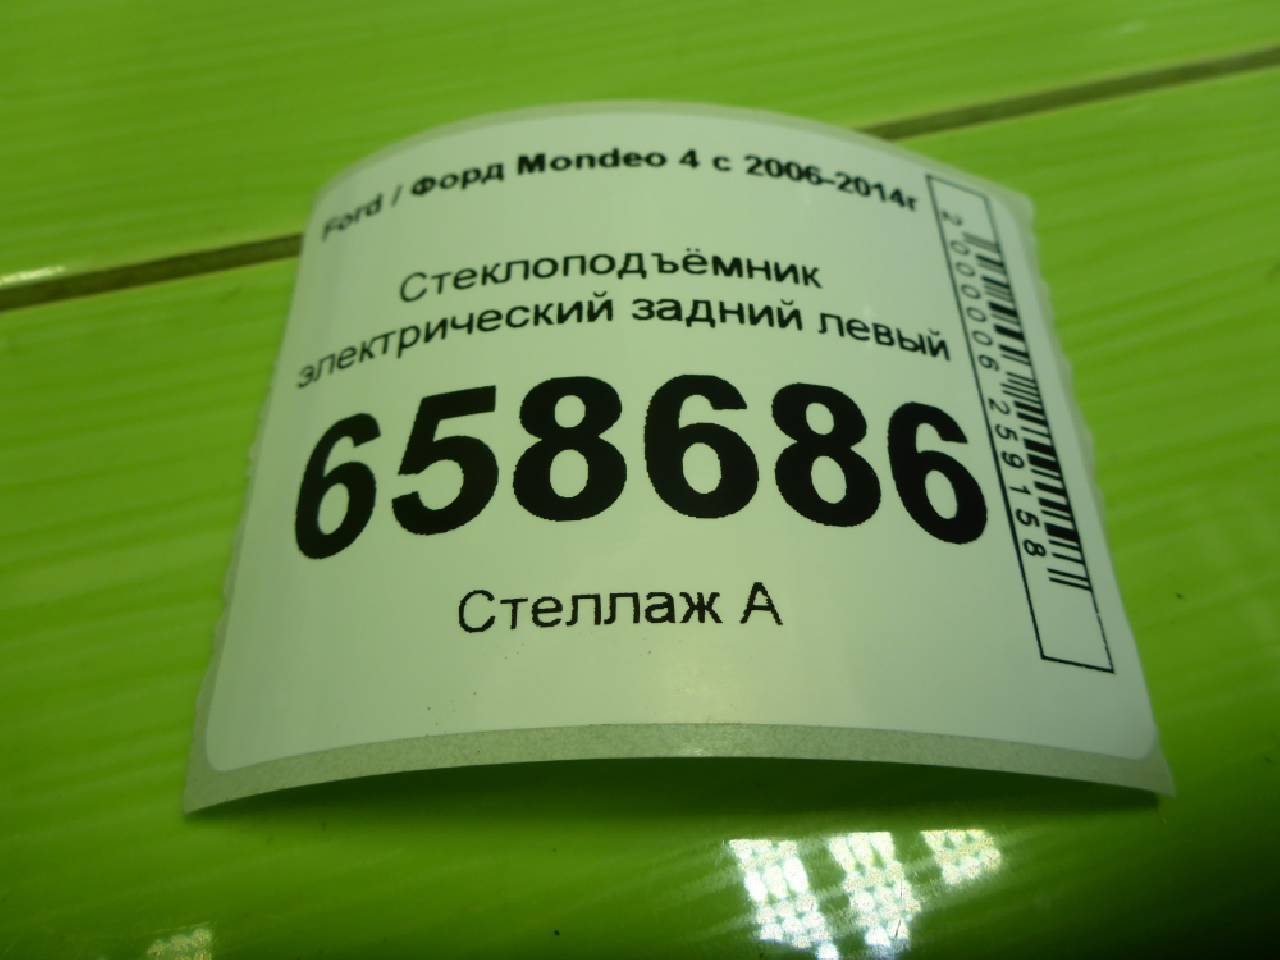 Ford / Форд Mondeo 4 с 2006-2014г
Стеклоподъёмник
электрический задний левый
658686
Стеллаж А
2000006259158